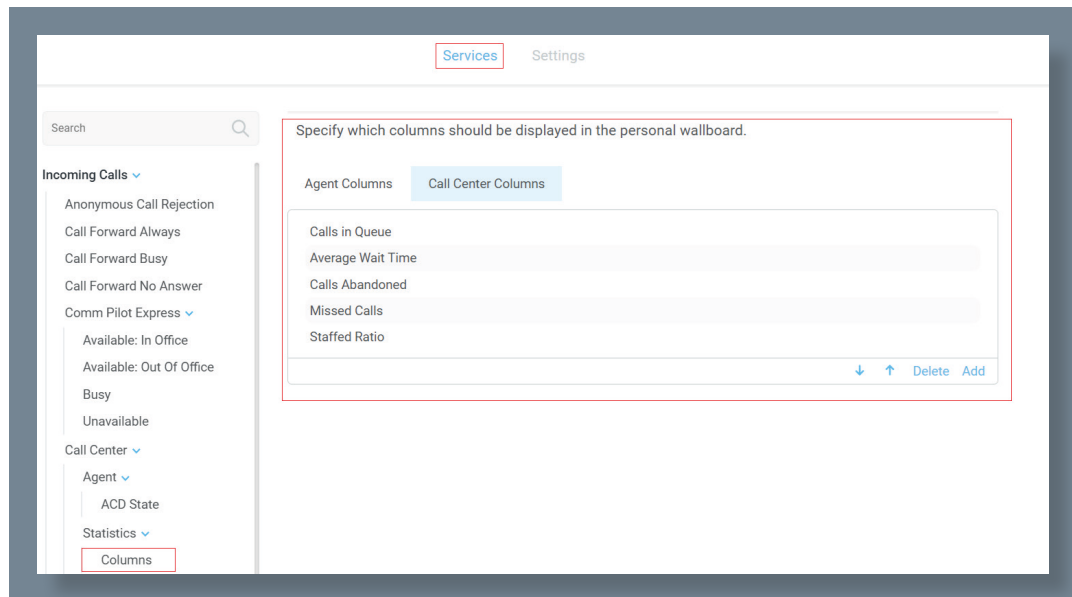 Services Settings
Search
Incoming Calls
Anonymous Call Rejection
Call Forward Always
Call Forward Busy
Call Forward No Answer
Comm Pilot Express
Available: In Office
Available: Out Of Office
Busy
Unavailable
Call Center
Agent
ACD State
Statistics
Columns
Specify which columns should be displayed in the personal wallboard.
Agent Columns Call Center Columns
Calls in Queue
Average Wait Time
Calls Abandoned
Missed Calls
Staffed Ratio
Delete Add